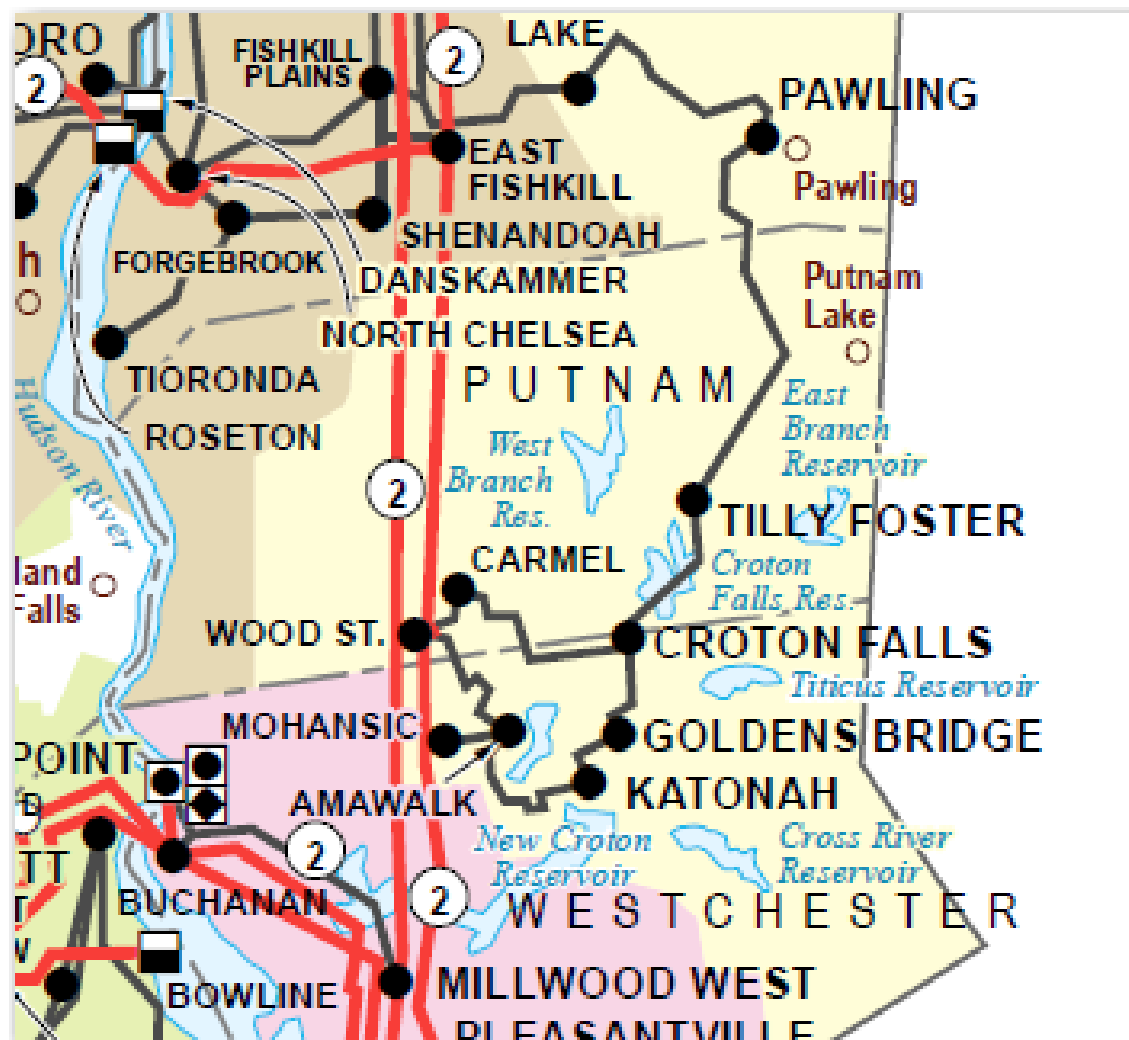 ORO
FISHKILL
PLAINS
2
2
LAKE
PAWLING
EAST
FISHKILL
Pawling
SHENANDOAH
h
FORGEBROOK
DANSKAMMER
Putnam
Lake
NORTH CHELSEA
TIORONDA
PUTNAM
East
Branch
Reservoir
Hudson River
ROSETON
West
Branch
Res.
2
TILLY FOSTER
land
Falls
CARMEL
Croton
Falls Res.
WOOD ST.
CROTON FALLS
Titicus Reservoir
MOHANSIC
GOLDENS BRIDGE
POINT
AMAWALK
KATONAH
2
New Croton
Reservoir
Cross River
Reservoir
TT
BUCHANAN
2
WESTCHESTER
BOWLINE
MILLWOOD WEST
PLEASANTVILLE